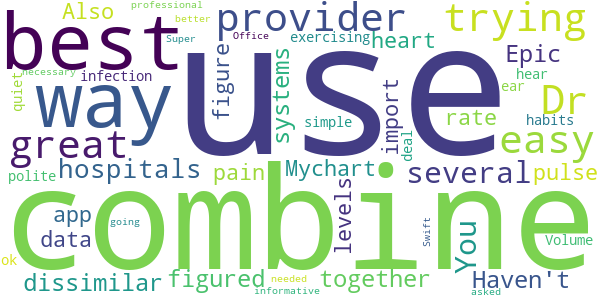 professional
Also
provider
trying
best
better
Super
Office
exercising
heart
use
Epic
quiet
necessary
infection
figure
systems
hear
way
import
ear
Dr
simple
rate
habits
great
deal
easy
polite
hospitals
pain
Mychart
several
pulse
combine
app
going
levels
You
Swift
data
Volume
ok
dissimilar
figured
together
Haven't
needed
informative
asked